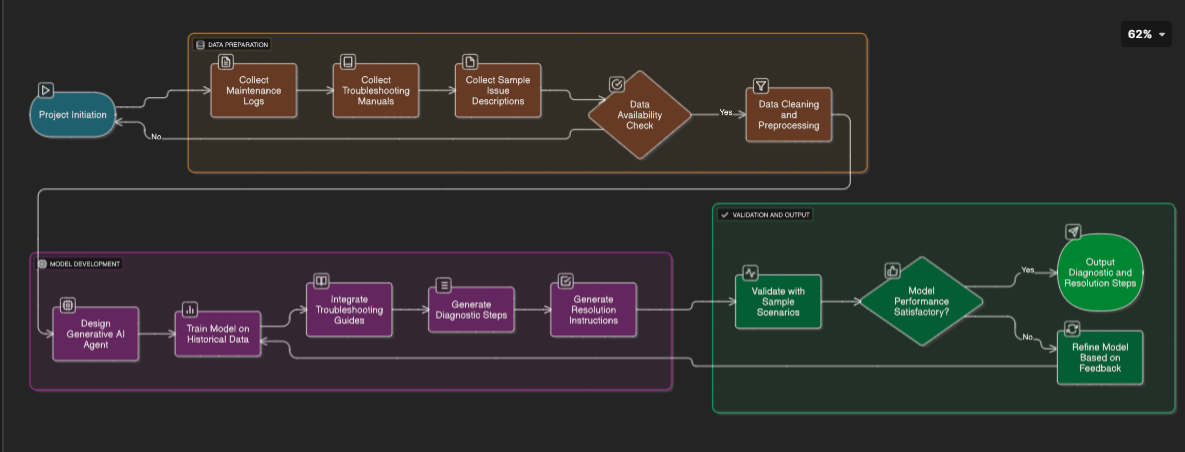 62%
DATA PREPARATION
Project Initiation
Collect
Maintenance
Logs
Collect
Troubleshooting
Manuals
Collect Sample
Issue
Descriptions
Data
Availability
Check
Yes
No
Data Cleaning
and
Preprocessing
MODEL DEVELOPMENT
Design
Generative AI
Agent
Train Model on
Historical Data
Integrate
Troubleshooting
Guides
Generate
Diagnostic Steps
Generate
Resolution
Instructions
VALIDATION AND OUTPUT
Validate with
Sample
Scenarios
Model
Performance
Satisfactory?
Yes
Output
Diagnostic and
Resolution Steps
No
Refine Model
Based on
Feedback